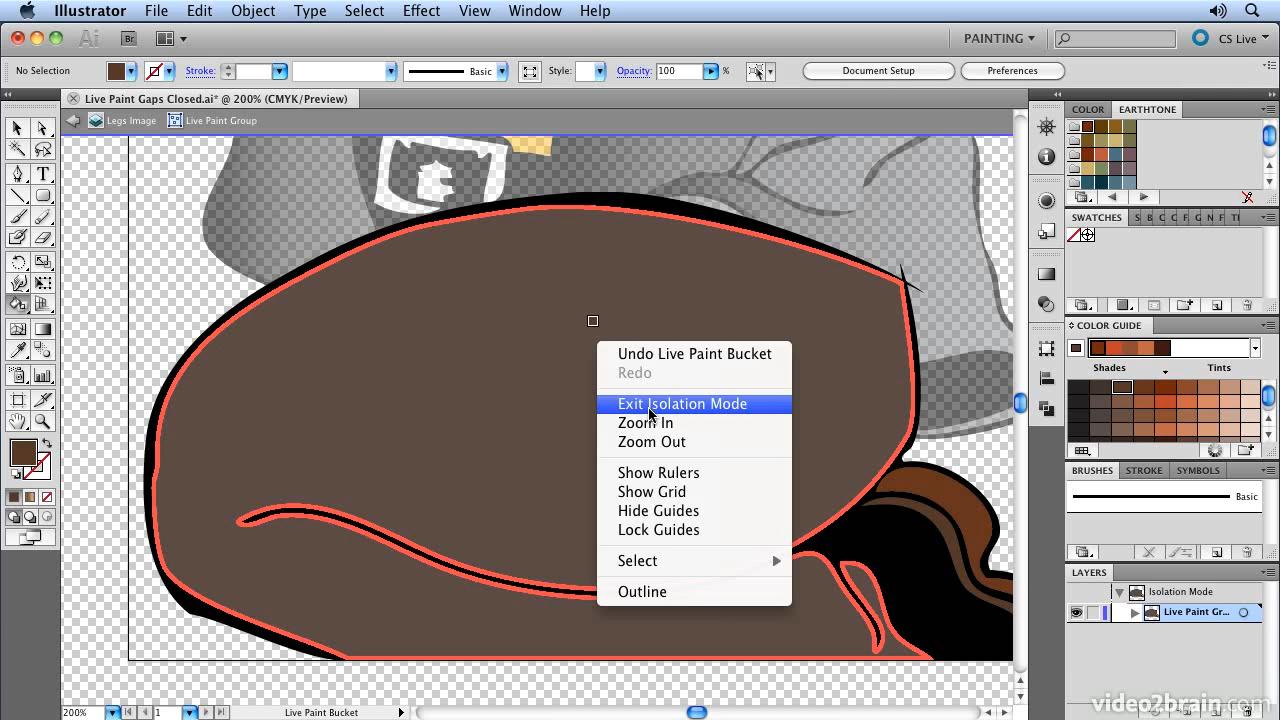 Illustrator File Edit Object Type Select Effect View Window Help
Ai Br PAINTING CS Live
No Selection Stroke: Basic Style: Opacity: 100 % Document Setup Preferences
Live Paint Gaps Closed.ai* @ 200% (CMYK/Preview)
Legs Image Live Paint Group
COLOR EARTHTONE
SWATCHES S B C C F G N F TI
COLOR GUIDE
Shades Tints
BRUSHES STROKE SYMBOLS
Basic
LAYERS
Isolation Mode
Live Paint Gr...
Undo Live Paint Bucket
Redo
Exit Isolation Mode
Zoom In
Zoom Out
Show Rulers
Show Grid
Hide Guides
Lock Guides
Select
Outline
200% 1 Live Paint Bucket
video2brain.com